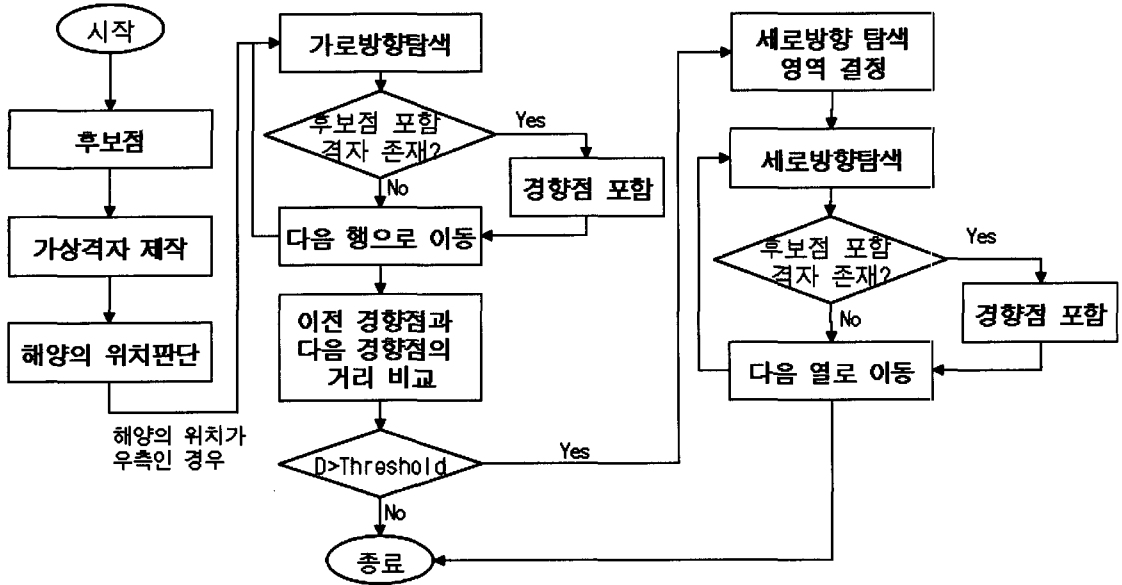 시작
후보점
가상격자 제작
해양의 위치판단
해양의 위치가
우측인 경우
가로방향탐색
후보점 포함
격자 존재?
Yes
No
경향점 포함
다음 행으로 이동
이전 경향점과
다음 경향점의
거리 비교
D>Threshold
Yes
No
종료
세로방향 탐색
영역 결정
세로방향탐색
후보점 포함
격자 존재?
Yes
No
경향점 포함
다음 열로 이동